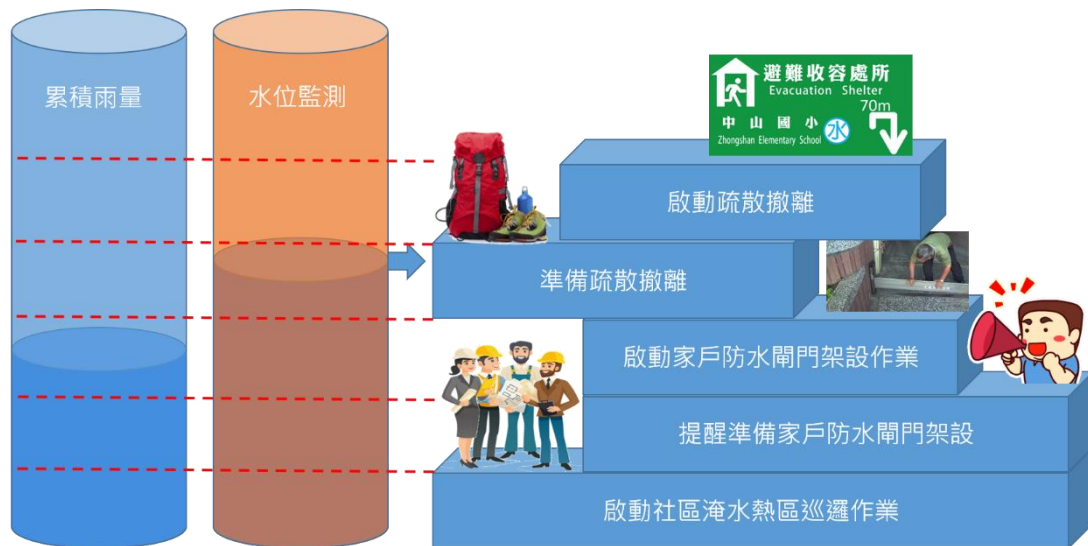 累積雨量
水位監測
避難收容處所
Evacuation Shelter
70m
中山國小
水
Zhongshan Elementary School
啟動疏散撤離
準備疏散撤離
啟動家戶防水閘門架設作業
提醒準備家戶防水閘門架設
啟動社區淹水熱區巡邏作業